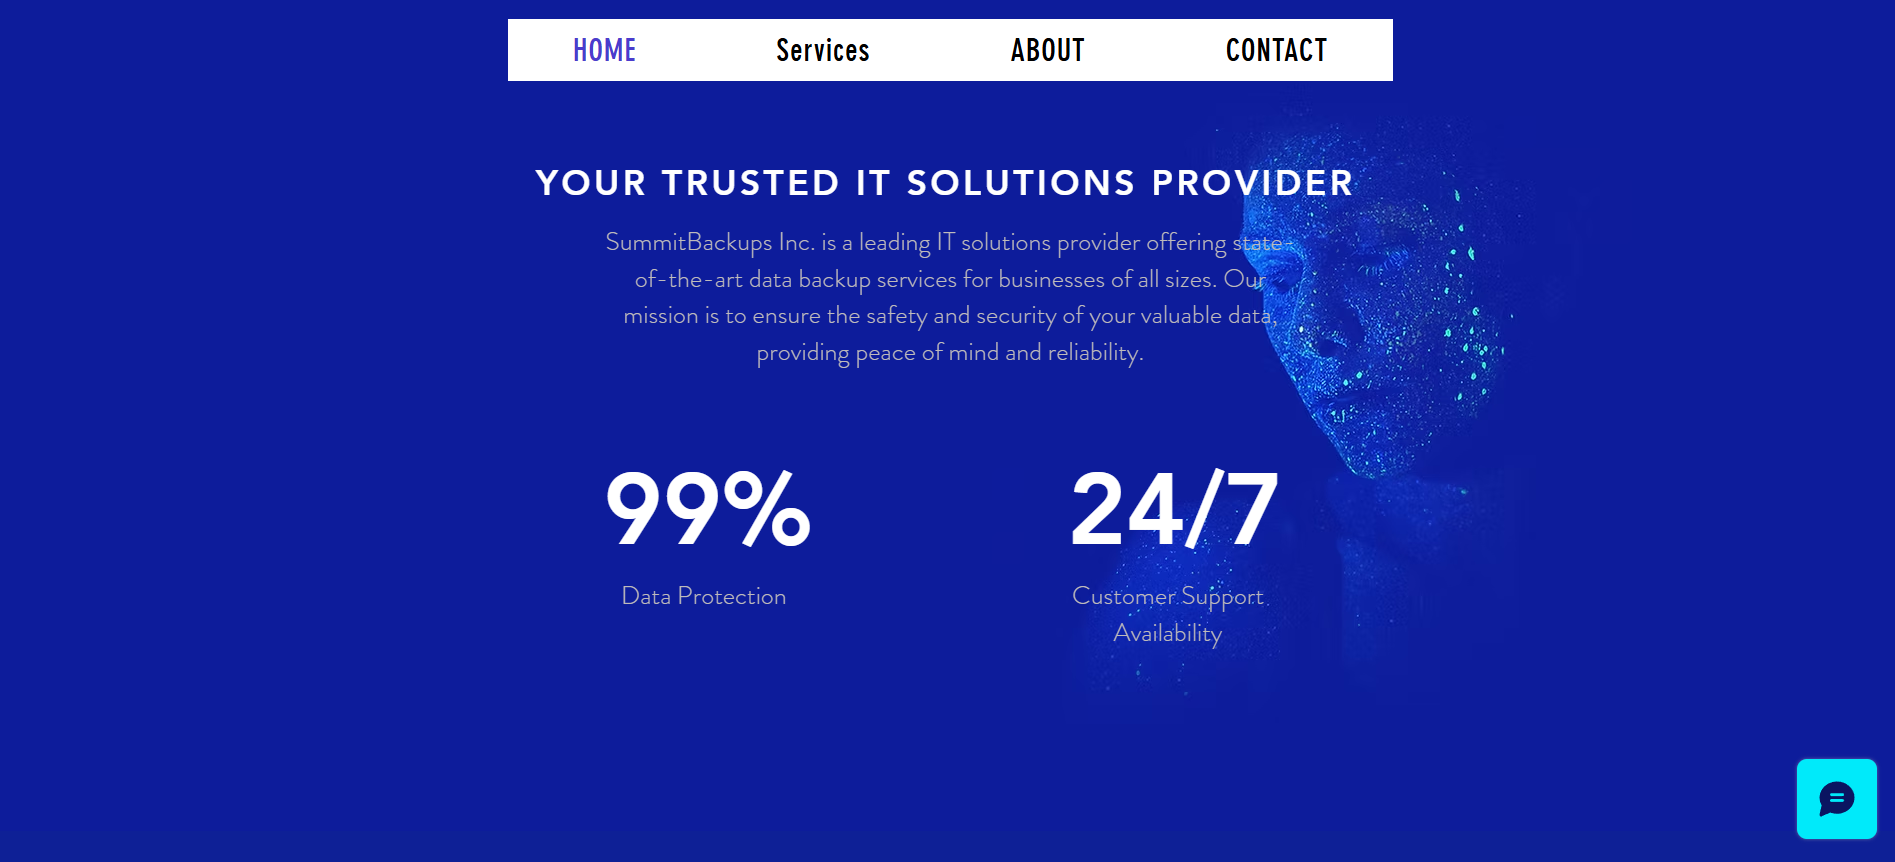 HOME Services ABOUT CONTACT
YOUR TRUSTED IT SOLUTIONS PROVIDER
SummitBackups Inc. is a leading IT solutions provider offering state-
of-the-art data backup services for businesses of all sizes. Our
mission is to ensure the safety and security of your valuable data,
providing peace of mind and reliability.
99% 24/7
Data Protection Customer Support
Availability